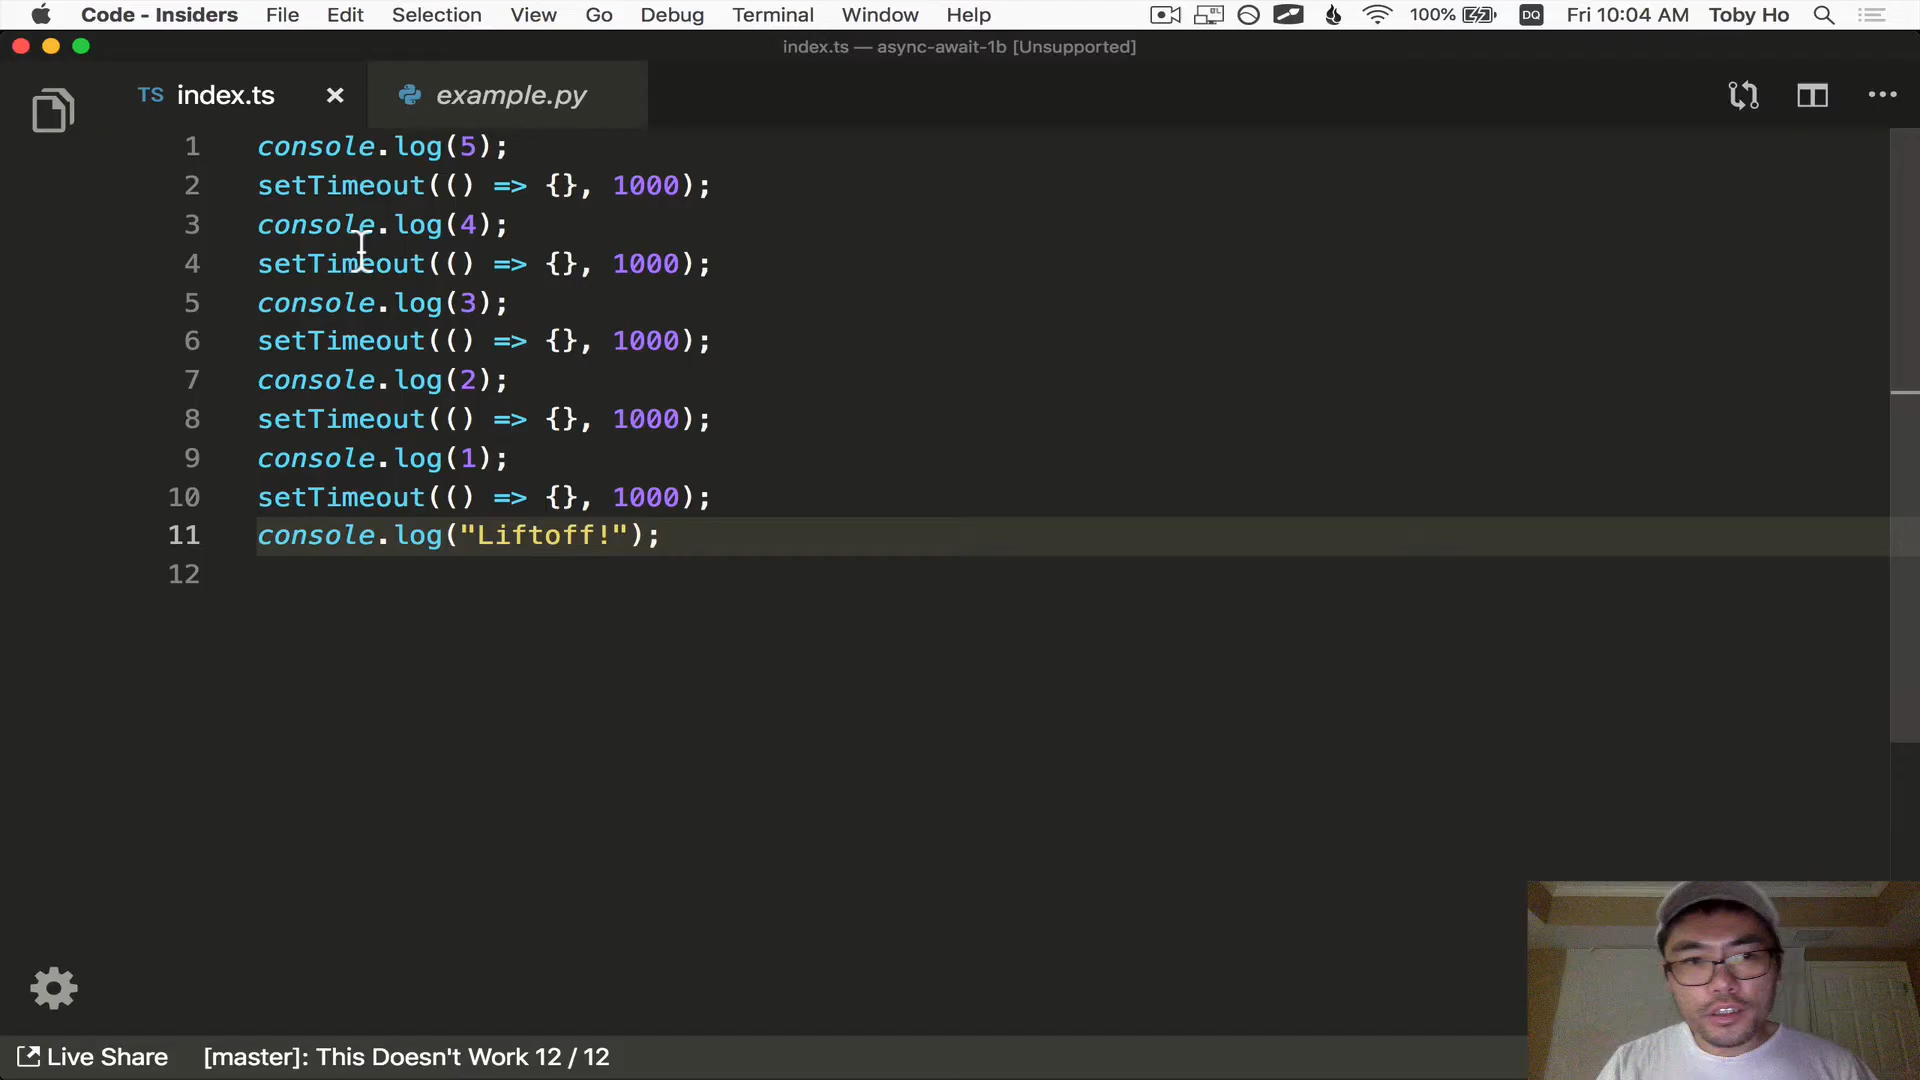 Code - Insiders File Edit Selection View Go Debug Terminal Window Help 100% DQ Fri 10:04 AM Toby Ho
index.ts — async-await-1b [Unsupported]
TS index.ts example.py
1 console.log(5);
2 setTimeout(() => {}, 1000);
3 console.log(4);
4 setTimeout(() => {}, 1000);
5 console.log(3);
6 setTimeout(() => {}, 1000);
7 console.log(2);
8 setTimeout(() => {}, 1000);
9 console.log(1);
10 setTimeout(() => {}, 1000);
11 console.log("Liftoff!");
12
Live Share [master]: This Doesn't Work 12 / 12